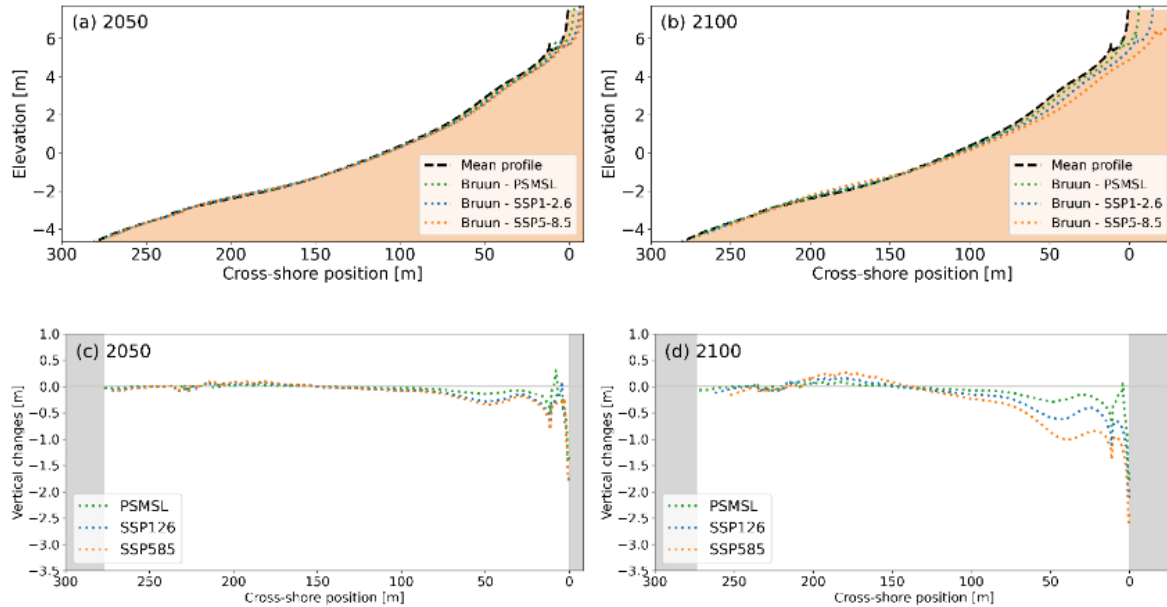 (a) 2050
Elevation [m]
6
4
2
0
−2
−4
Mean profile
Bruun - PSMSL
Bruun - SSP1-2.6
Bruun - SSP5-8.5
300 250 200 150 100 50 0
Cross-shore position [m]
(b) 2100
Elevation [m]
6
4
2
0
−2
−4
Mean profile
Bruun - PSMSL
Bruun - SSP1-2.6
Bruun - SSP5-8.5
300 250 200 150 100 50 0
Cross-shore position [m]
(c) 2050
Vertical changes [m]
1.0
0.5
0.0
−0.5
−1.0
−1.5
−2.0
−2.5
−3.0
−3.5
PSMSL
SSP126
SSP585
300 250 200 150 100 50 0
Cross-shore position [m]
(d) 2100
Vertical changes [m]
1.0
0.5
0.0
−0.5
−1.0
−1.5
−2.0
−2.5
−3.0
−3.5
PSMSL
SSP126
SSP585
300 250 200 150 100 50 0
Cross-shore position [m]